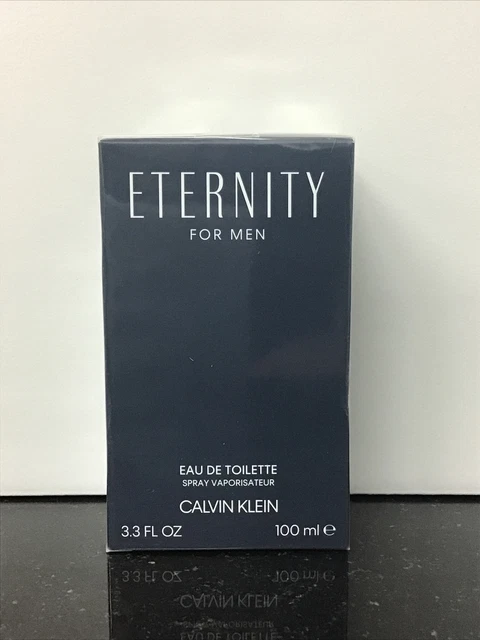 ETERNITY
FOR MEN
EAU DE TOILETTE
SPRAY VAPORISATEUR
CALVIN KLEIN
3.3 FL OZ 100 ml ℮